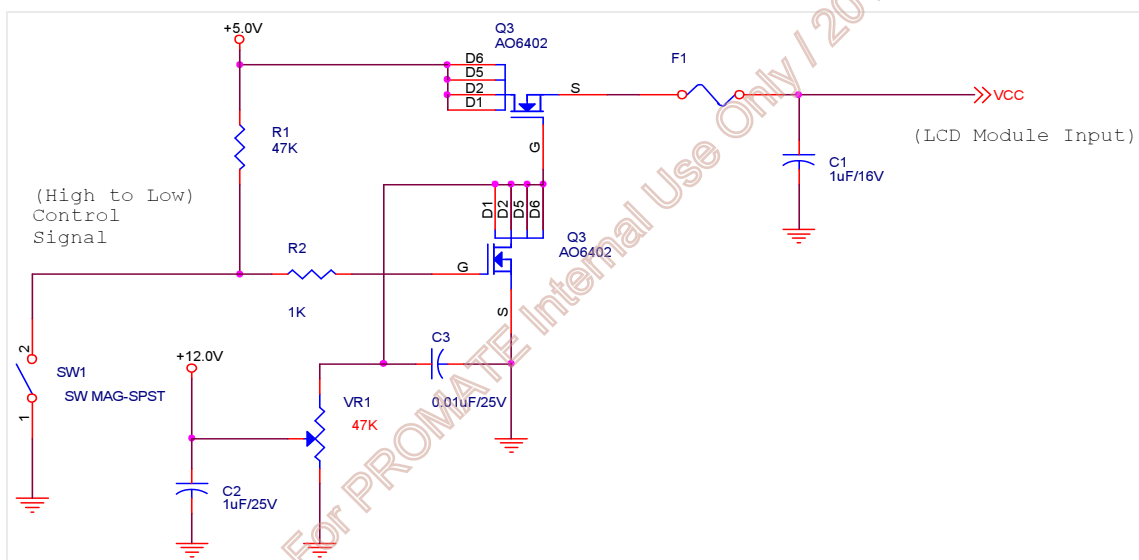 +5.0V
Q3
AO6402
D6
D5
D2
D1
S
G
F1
VCC
(LCD Module Input)
C1
1uF/16V
R1
47K
(High to Low)
Control
Signal
R2
1K
G
D1
D2
D5
D6
Q3
AO6402
S
C3
0.01uF/25V
+12.0V
2
SW1
SW MAG-SPST
1
VR1
47K
C2
1uF/25V
For PROMATE Internal Use Only / 20